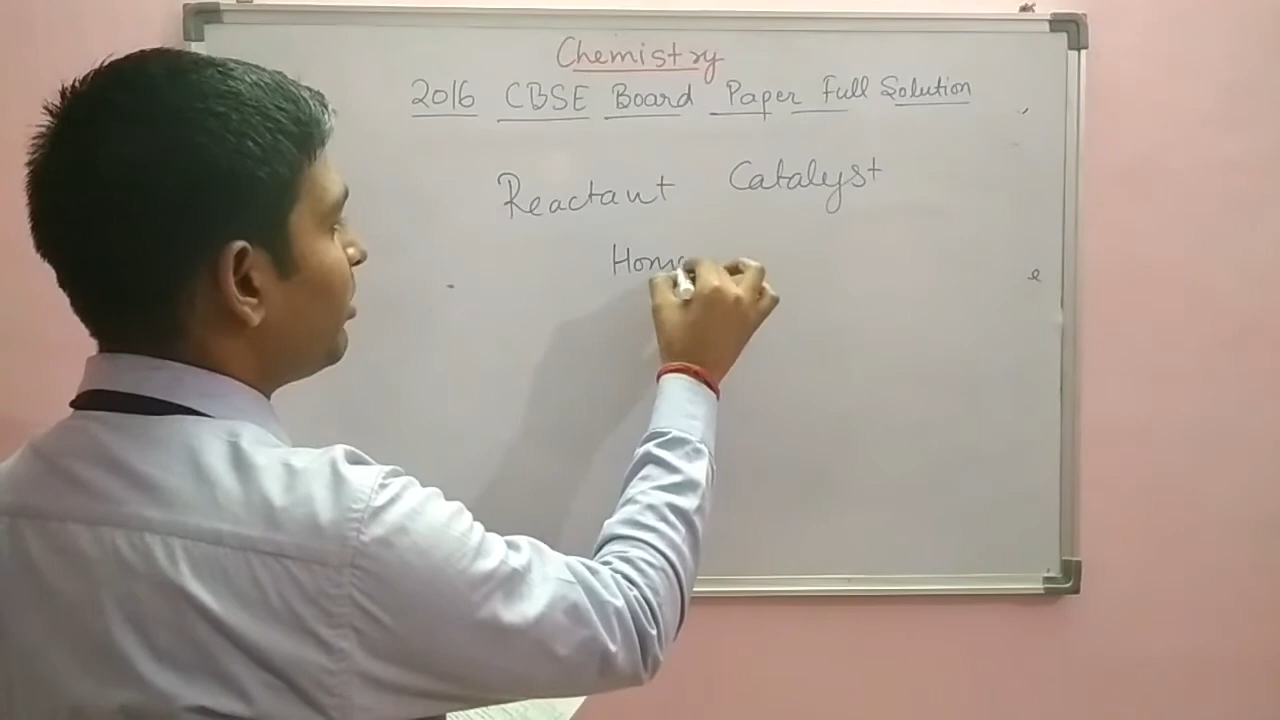 Chemistry
2016 CBSE Board Paper Full Solution
Reactant Catalyst
Homo